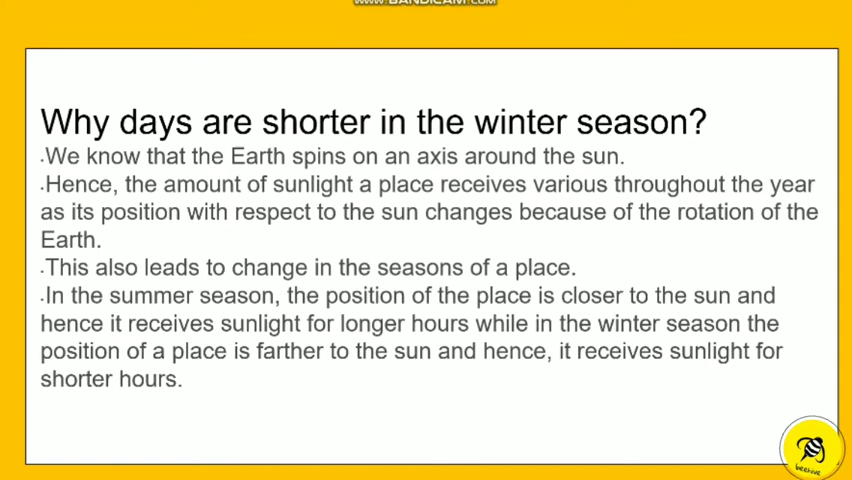 WWW.BANDICAM.COM
Why days are shorter in the winter season?
.We know that the Earth spins on an axis around the sun.
.Hence, the amount of sunlight a place receives various throughout the year
as its position with respect to the sun changes because of the rotation of the
Earth.
.This also leads to change in the seasons of a place.
.In the summer season, the position of the place is closer to the sun and
hence it receives sunlight for longer hours while in the winter season the
position of a place is farther to the sun and hence, it receives sunlight for
shorter hours.
beehive